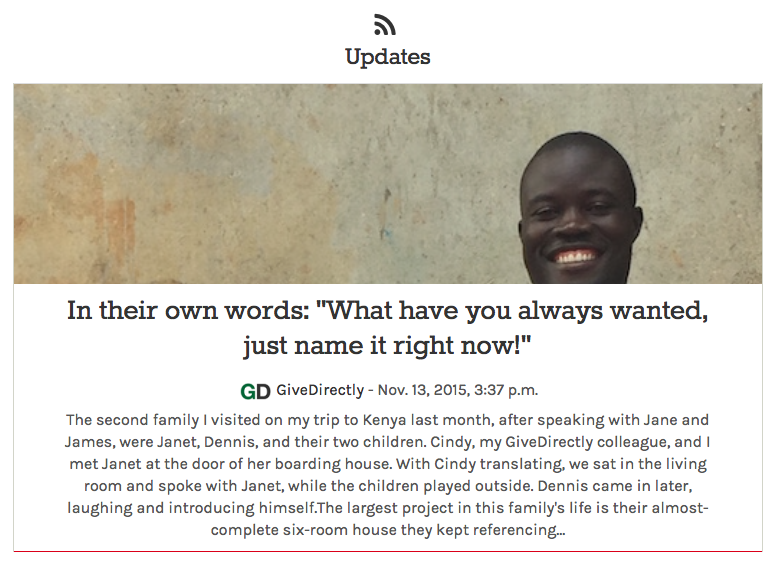 Updates
In their own words: "What have you always wanted,
just name it right now!"
GD GiveDirectly - Nov. 13, 2015, 3:37 p.m.
The second family I visited on my trip to Kenya last month, after speaking with Jane and
James, were Janet, Dennis, and their two children. Cindy, my GiveDirectly colleague, and I
met Janet at the door of her boarding house. With Cindy translating, we sat in the living
room and spoke with Janet, while the children played outside. Dennis came in later,
laughing and introducing himself.The largest project in this family's life is their almost-
complete six-room house they kept referencing...